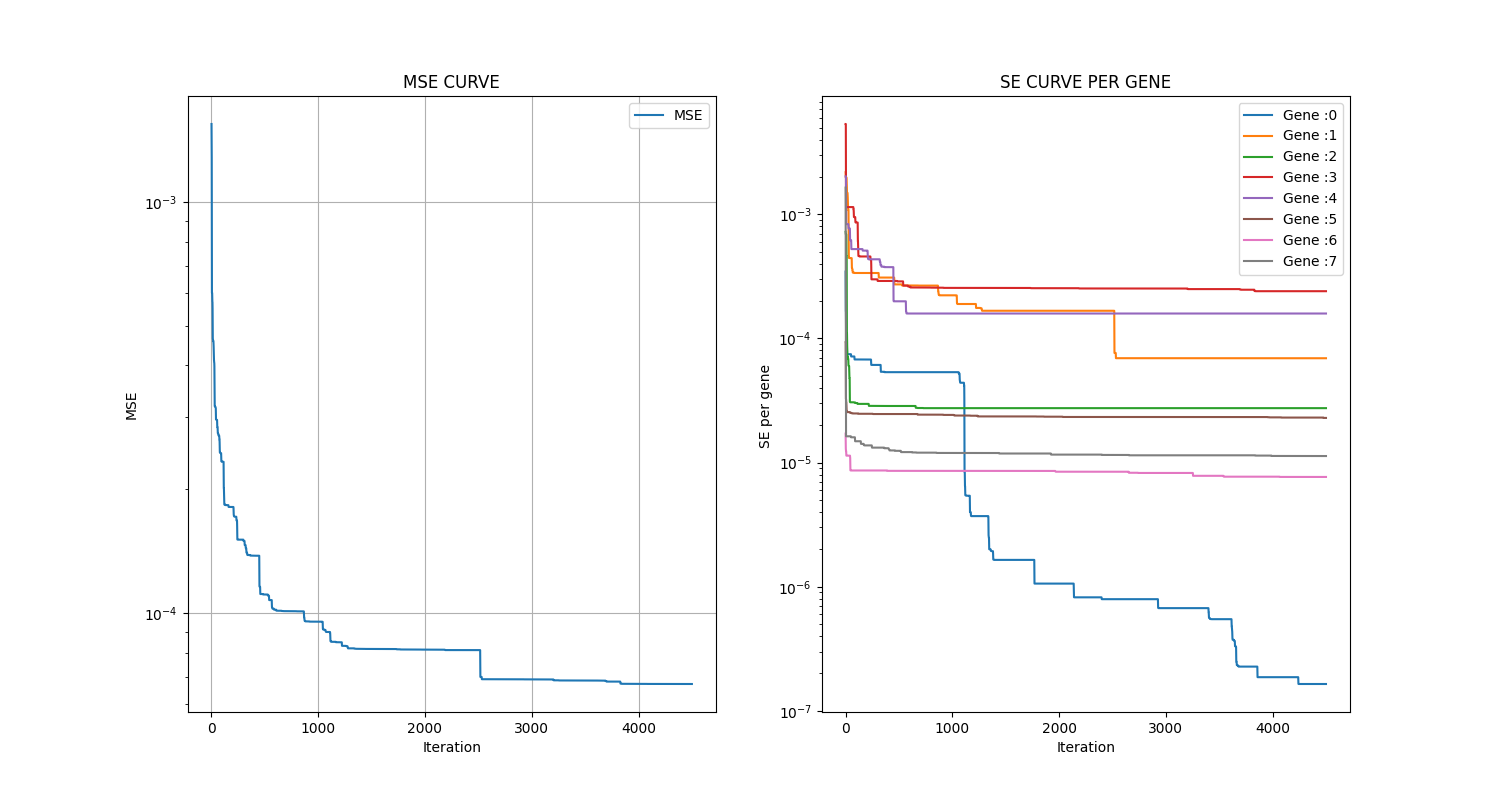 MSE CURVE
MSE
10⁻³
10⁻⁴
MSE
0
1000
2000
3000
4000
Iteration
SE CURVE PER GENE
Gene :0
Gene :1
Gene :2
Gene :3
Gene :4
Gene :5
Gene :6
Gene :7
10⁻³
10⁻⁴
10⁻⁵
10⁻⁶
10⁻⁷
SE per gene
0
1000
2000
3000
4000
Iteration